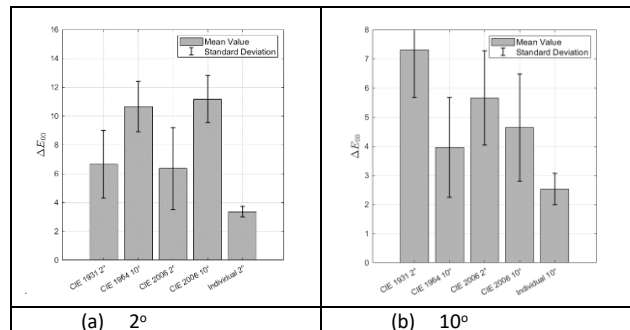 16
14
12
10
8
6
4
2
0
ΔE₀₀
Mean Value
Standard Deviation
CIE 1931 2°
CIE 1964 10°
CIE 2006 2°
CIE 2006 10°
Individual 2°
8
7
6
5
4
3
2
1
0
ΔE₀₀
Mean Value
Standard Deviation
CIE 1931 2°
CIE 1964 10°
CIE 2006 2°
CIE 2006 10°
Individual 10°
(a) 2°
(b) 10°